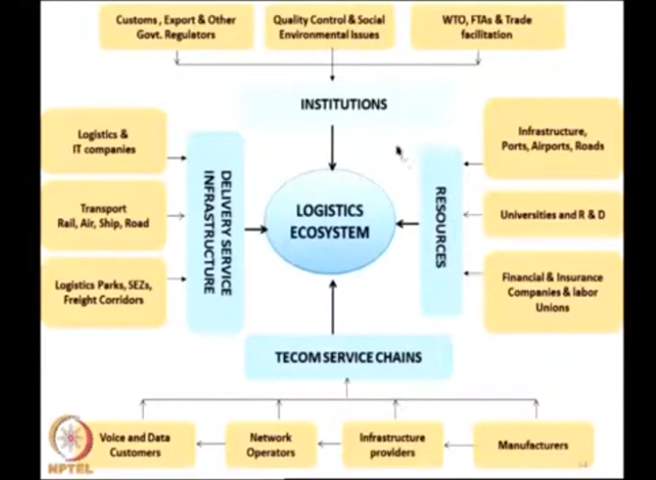 Customs , Export & Other
Govt. Regulators
Quality Control & Social
Environmental Issues
WTO, FTAs & Trade
facilitation
INSTITUTIONS
Logistics &
IT companies
Transport
Rail, Air, Ship, Road
Logistics Parks, SEZs,
Freight Corridors
DELIVERY SERVICE
INFRASTRUCTURE
LOGISTICS
ECOSYSTEM
RESOURCES
Infrastructure,
Ports, Airports, Roads
Universities and R & D
Financial & Insurance
Companies & labor
Unions
TECOM SERVICE CHAINS
Voice and Data
Customers
Network
Operators
Infrastructure
providers
Manufacturers
NPTEL